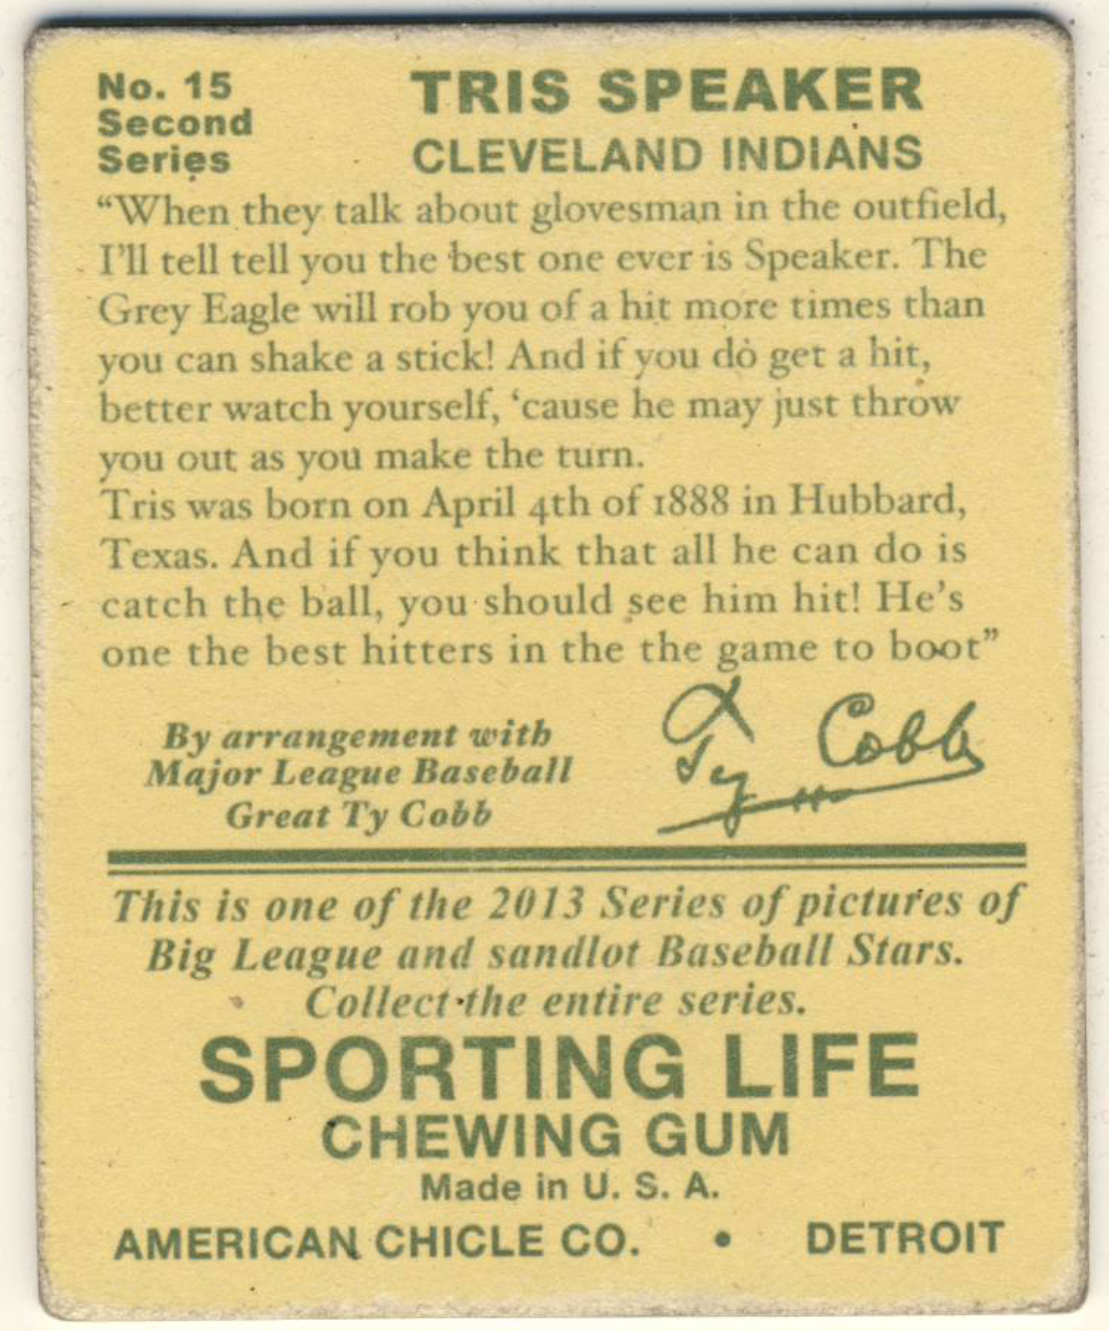 No. 15
Second
Series
TRIS SPEAKER
CLEVELAND INDIANS
“When they talk about glovesman in the outfield,
I’ll tell tell you the best one ever is Speaker. The
Grey Eagle will rob you of a hit more times than
you can shake a stick! And if you do get a hit,
better watch yourself, ‘cause he may just throw
you out as you make the turn.
Tris was born on April 4th of 1888 in Hubbard,
Texas. And if you think that all he can do is
catch the ball, you should see him hit! He’s
one the best hitters in the the game to boot”
By arrangement with
Major League Baseball
Great Ty Cobb
Ty Cobb
This is one of the 2013 Series of pictures of
Big League and sandlot Baseball Stars.
Collect the entire series.
SPORTING LIFE
CHEWING GUM
Made in U. S. A.
AMERICAN CHICLE CO. • DETROIT